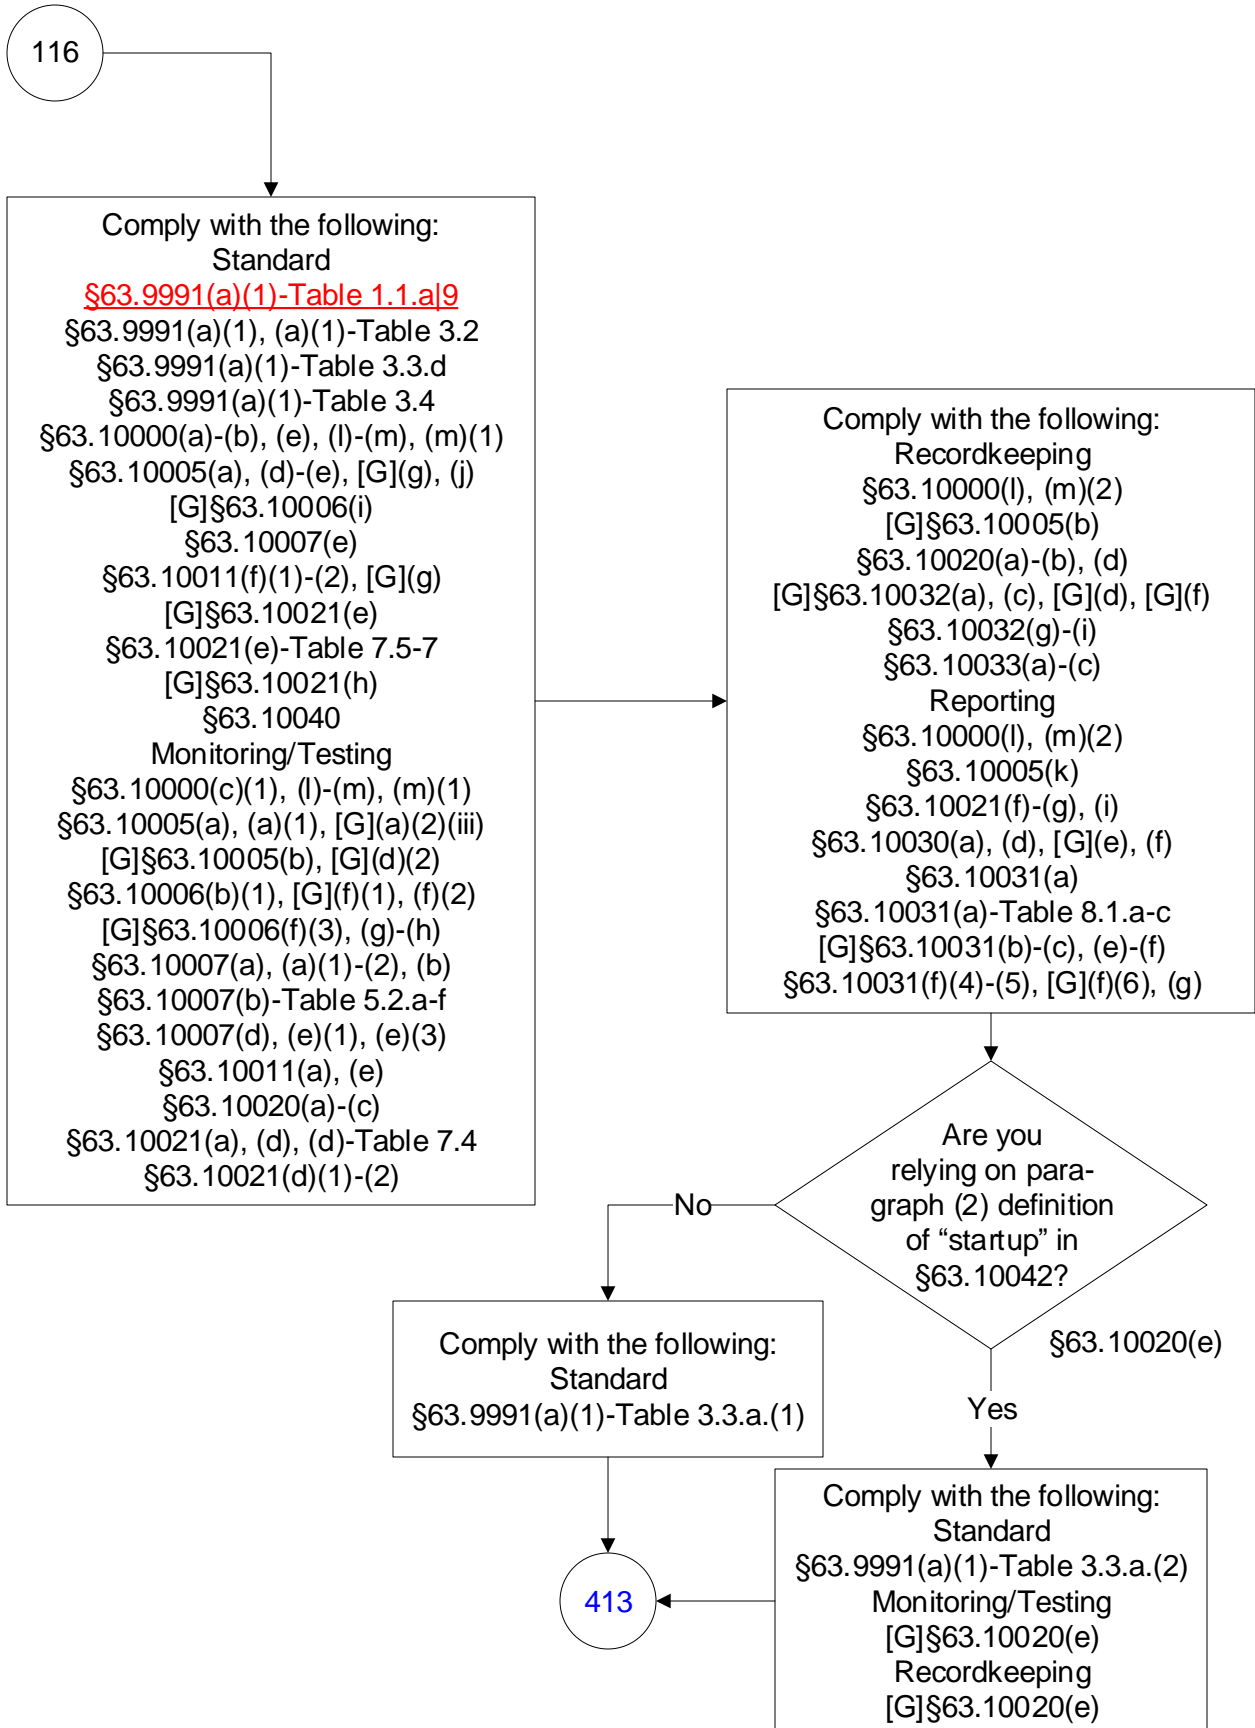 116
Comply with the following:
Standard
§63.9991(a)(1)-Table 1.1.a|9
§63.9991(a)(1), (a)(1)-Table 3.2
§63.9991(a)(1)-Table 3.3.d
§63.9991(a)(1)-Table 3.4
§63.10000(a)-(b), (e), (l)-(m), (m)(1)
§63.10005(a), (d)-(e), [G](g), (j)
[G]§63.10006(i)
§63.10007(e)
§63.10011(f)(1)-(2), [G](g)
[G]§63.10021(e)
§63.10021(e)-Table 7.5-7
[G]§63.10021(h)
§63.10040
Monitoring/Testing
§63.10000(c)(1), (l)-(m), (m)(1)
§63.10005(a), (a)(1), [G](a)(2)(iii)
[G]§63.10005(b), [G](d)(2)
§63.10006(b)(1), [G](f)(1), (f)(2)
[G]§63.10006(f)(3), (g)-(h)
§63.10007(a), (a)(1)-(2), (b)
§63.10007(b)-Table 5.2.a-f
§63.10007(d), (e)(1), (e)(3)
§63.10011(a), (e)
§63.10020(a)-(c)
§63.10021(a), (d), (d)-Table 7.4
§63.10021(d)(1)-(2)
Comply with the following:
Recordkeeping
§63.10000(l), (m)(2)
[G]§63.10005(b)
§63.10020(a)-(b), (d)
[G]§63.10032(a), (c), [G](d), [G](f)
§63.10032(g)-(i)
§63.10033(a)-(c)
Reporting
§63.10000(l), (m)(2)
§63.10005(k)
§63.10021(f)-(g), (i)
§63.10030(a), (d), [G](e), (f)
§63.10031(a)
§63.10031(a)-Table 8.1.a-c
[G]§63.10031(b)-(c), (e)-(f)
§63.10031(f)(4)-(5), [G](f)(6), (g)
Are you
relying on para-
graph (2) definition
of “startup” in
§63.10042?
§63.10020(e)
No
Comply with the following:
Standard
§63.9991(a)(1)-Table 3.3.a.(1)
Yes
Comply with the following:
Standard
§63.9991(a)(1)-Table 3.3.a.(2)
Monitoring/Testing
[G]§63.10020(e)
Recordkeeping
[G]§63.10020(e)
413